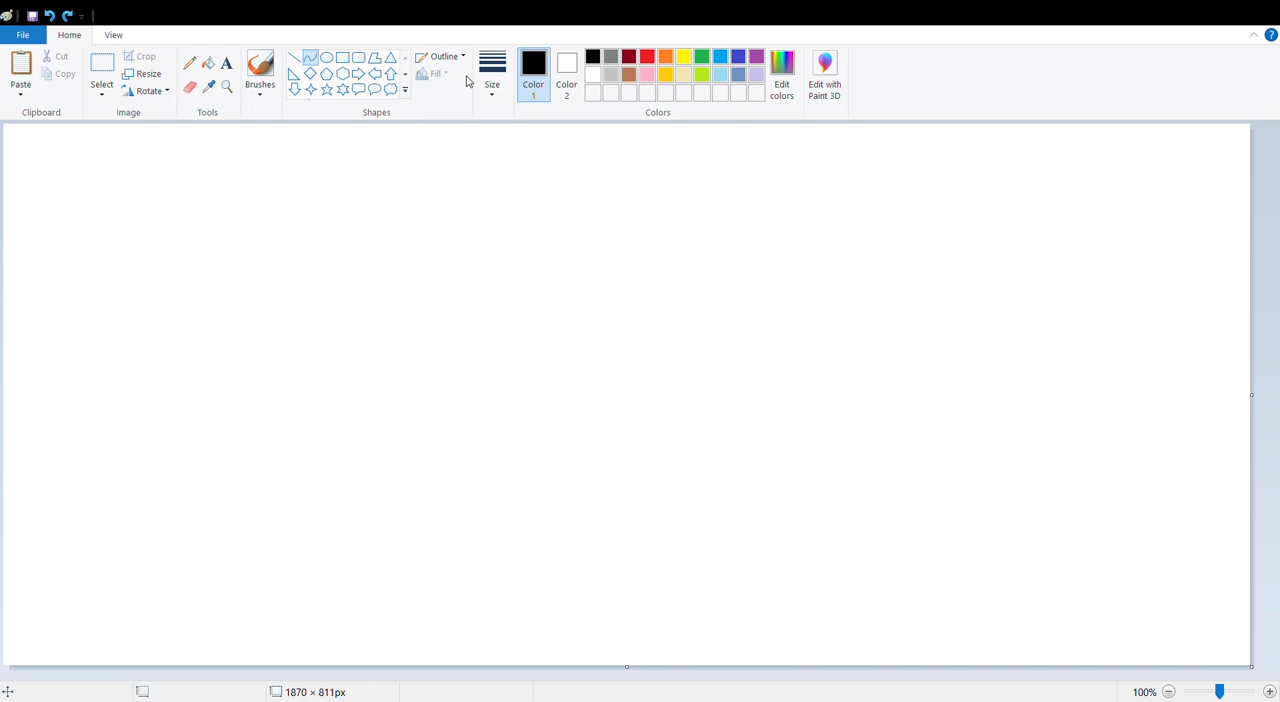 File Home View
Paste
Cut
Copy
Clipboard
Select
Crop
Resize
Rotate
Image
A
Tools
Brushes
Outline
Fill
Shapes
Size
Color
1
Color
2
Edit
colors
Colors
Edit with
Paint 3D
?
1870 × 811px
100%